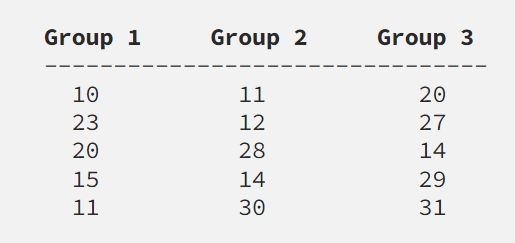 Group 1 Group 2 Group 3
--------------------------------
10 11 20
23 12 27
20 28 14
15 14 29
11 30 31